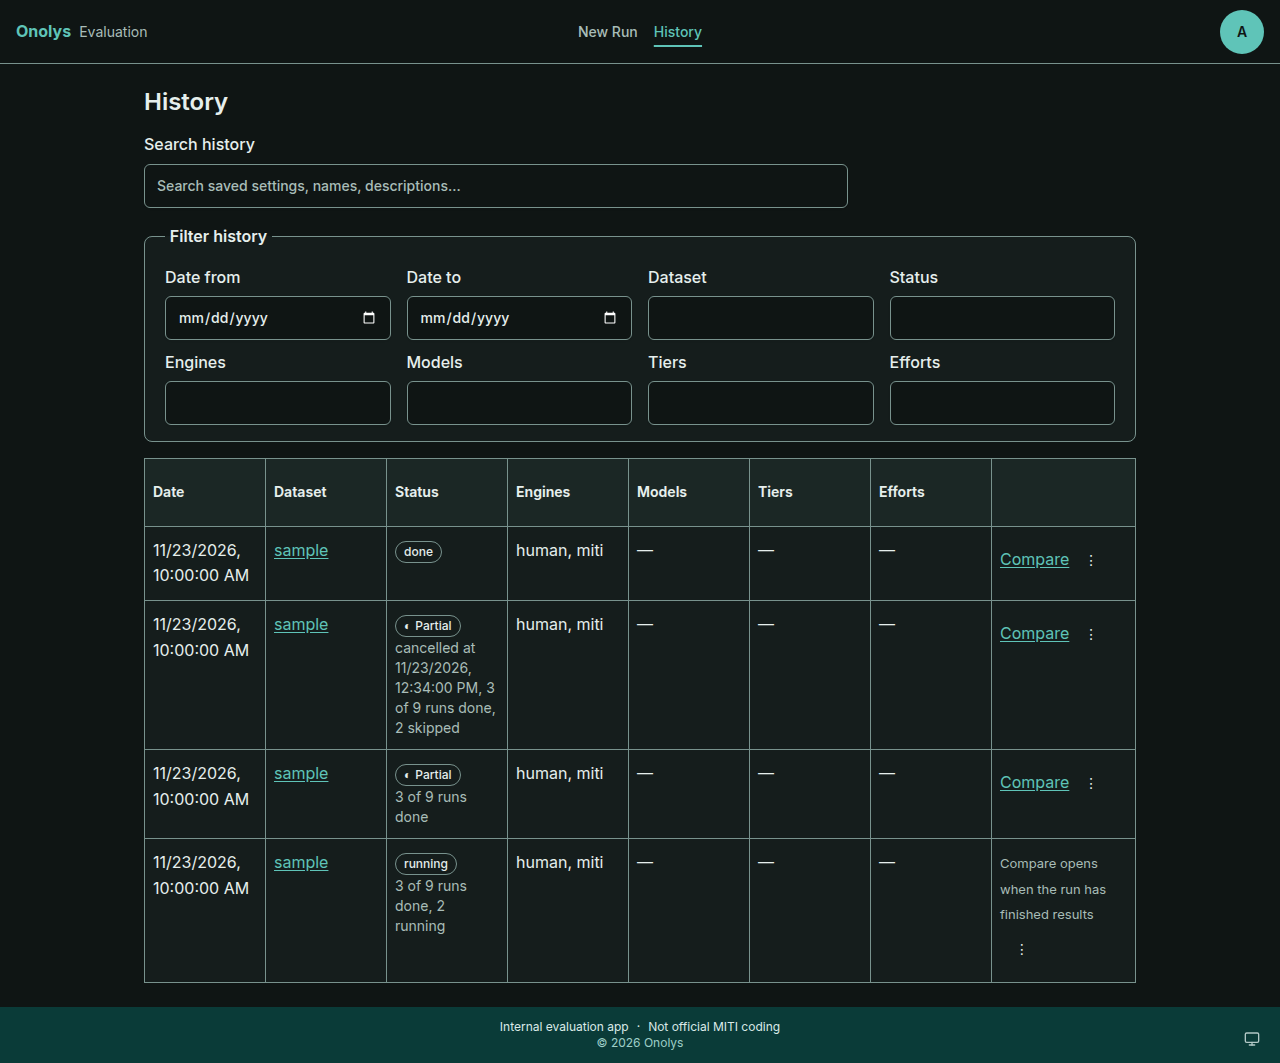 Onolys Evaluation New Run History A
History
Search history
Search saved settings, names, descriptions...
Filter history
Date from Date to Dataset Status
mm/dd/yyyy mm/dd/yyyy
Engines Models Tiers Efforts
Date Dataset Status Engines Models Tiers Efforts
11/23/2026, 10:00:00 AM sample done human, miti — — — Compare ⋮
11/23/2026, 10:00:00 AM sample Partial human, miti — — — Compare ⋮
cancelled at
11/23/2026,
12:34:00 PM, 3
of 9 runs done,
2 skipped
11/23/2026, 10:00:00 AM sample Partial human, miti — — — Compare ⋮
3 of 9 runs
done
11/23/2026, 10:00:00 AM sample running human, miti — — — Compare opens
3 of 9 runs when the run has
done, 2 finished results
running ⋮
Internal evaluation app · Not official MITI coding
© 2026 Onolys